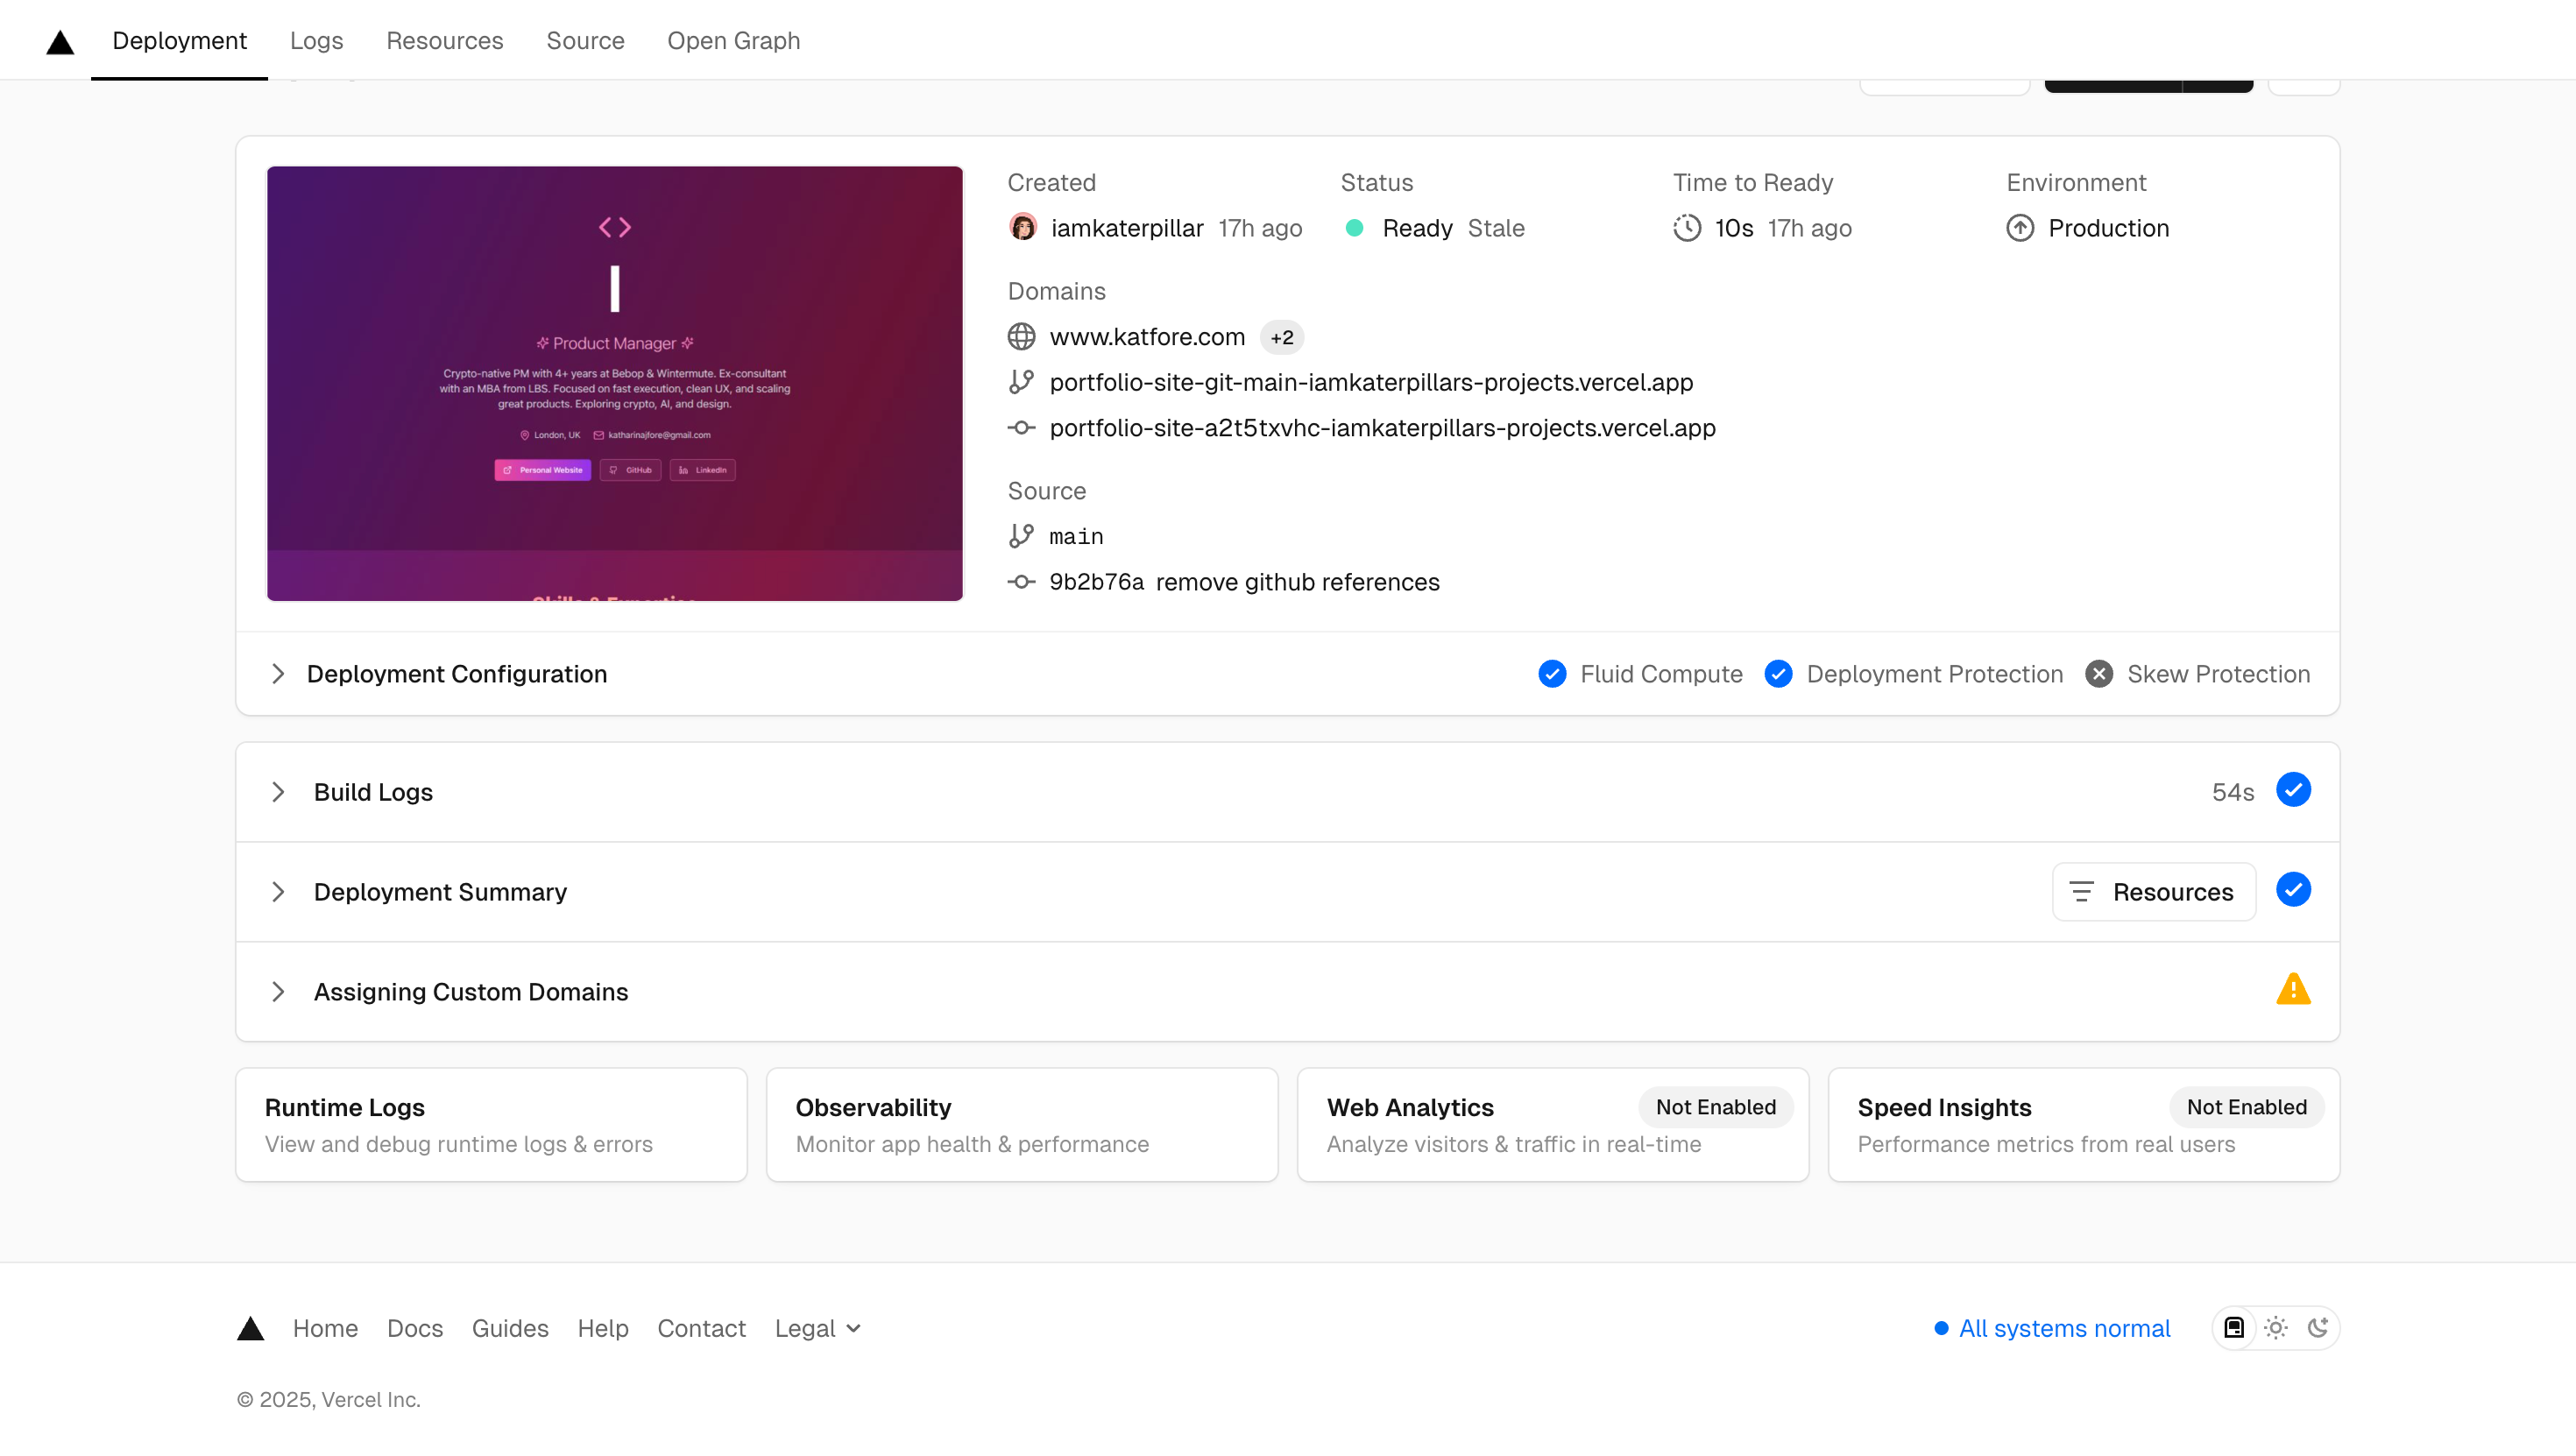 Deployment Logs Resources Source Open Graph
Created Status Time to Ready Environment
iamkaterpillar 17h ago Ready Stale 10s 17h ago Production
Domains
www.katfore.com +2
portfolio-site-git-main-iamkaterpillars-projects.vercel.app
portfolio-site-a2t5txvhc-iamkaterpillars-projects.vercel.app
Source
main
9b2b76a remove github references
Product Manager
Crypto-native PM with 4+ years at Bebop & Wintermute. Ex-consultant
with an MBA from LBS. Focused on fast execution, clean UX, and scaling
great products. Exploring crypto, AI, and design.
London, UK katharinajfore@gmail.com
Personal Website GitHub LinkedIn
Skills & Expertise
Deployment Configuration Fluid Compute Deployment Protection Skew Protection
Build Logs 54s
Deployment Summary Resources
Assigning Custom Domains
Runtime Logs
View and debug runtime logs & errors
Observability
Monitor app health & performance
Web Analytics Not Enabled
Analyze visitors & traffic in real-time
Speed Insights Not Enabled
Performance metrics from real users
Home Docs Guides Help Contact Legal All systems normal
© 2025, Vercel Inc.